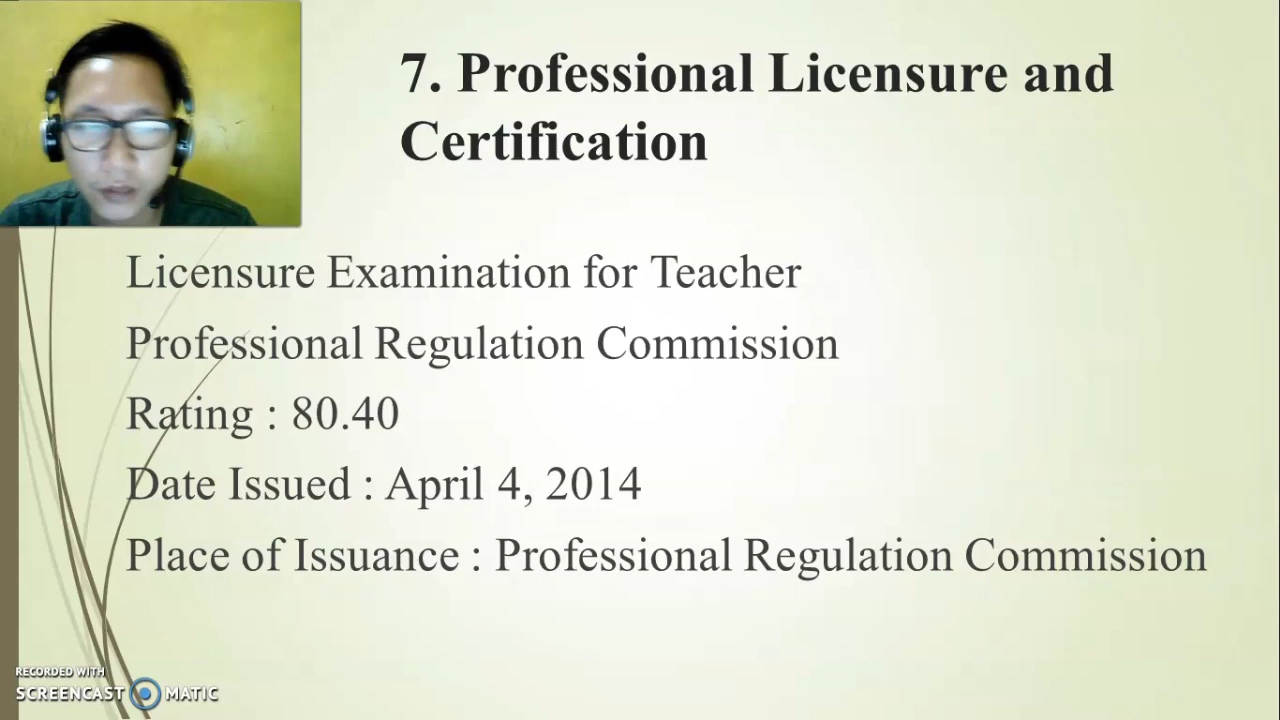 7. Professional Licensure and
Certification
Licensure Examination for Teacher
Professional Regulation Commission
Rating : 80.40
Date Issued : April 4, 2014
Place of Issuance : Professional Regulation Commission
RECORDED WITH
SCREENCAST MATIC